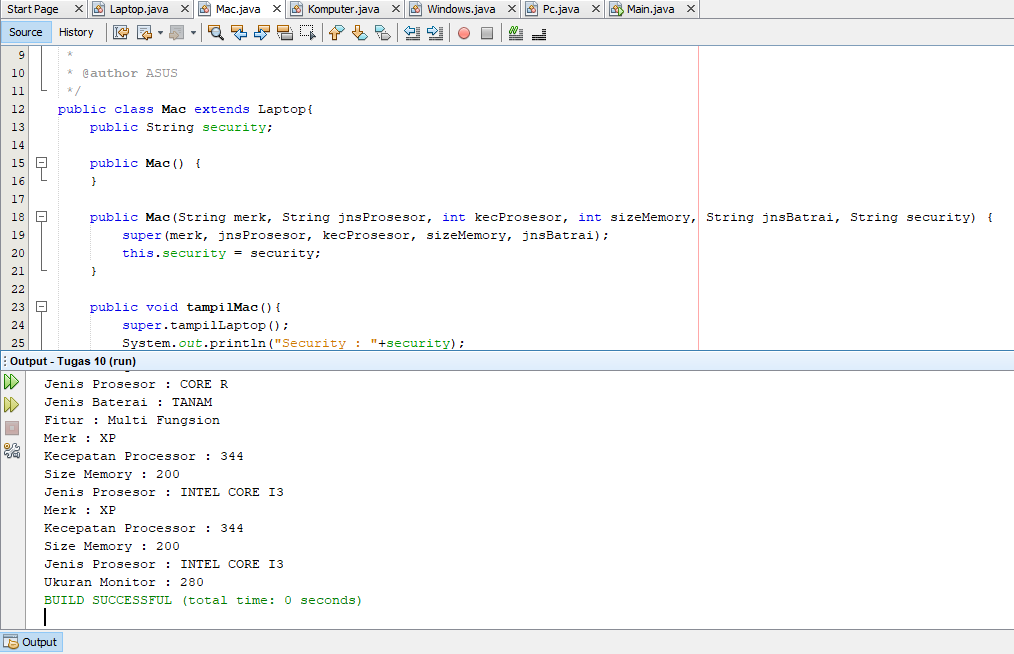 Start Page Laptop.java Mac.java Komputer.java Windows.java Pc.java Main.java
Source History
9 *
10 * @author ASUS
11 */
12 public class Mac extends Laptop{
13 public String security;
14
15 public Mac() {
16 }
17
18 public Mac(String merk, String jnsProsesor, int kecProsesor, int sizeMemory, String jnsBatrai, String security) {
19 super(merk, jnsProsesor, kecProsesor, sizeMemory, jnsBatrai);
20 this.security = security;
21 }
22
23 public void tampilMac(){
24 super.tampilLaptop();
25 System.out.println("Security : "+security);
Output - Tugas 10 (run)
Jenis Prosesor : CORE R
Jenis Baterai : TANAM
Fitur : Multi Fungsion
Merk : XP
Kecepatan Processor : 344
Size Memory : 200
Jenis Prosesor : INTEL CORE I3
Merk : XP
Kecepatan Processor : 344
Size Memory : 200
Jenis Prosesor : INTEL CORE I3
Ukuran Monitor : 280
BUILD SUCCESSFUL (total time: 0 seconds)
Output